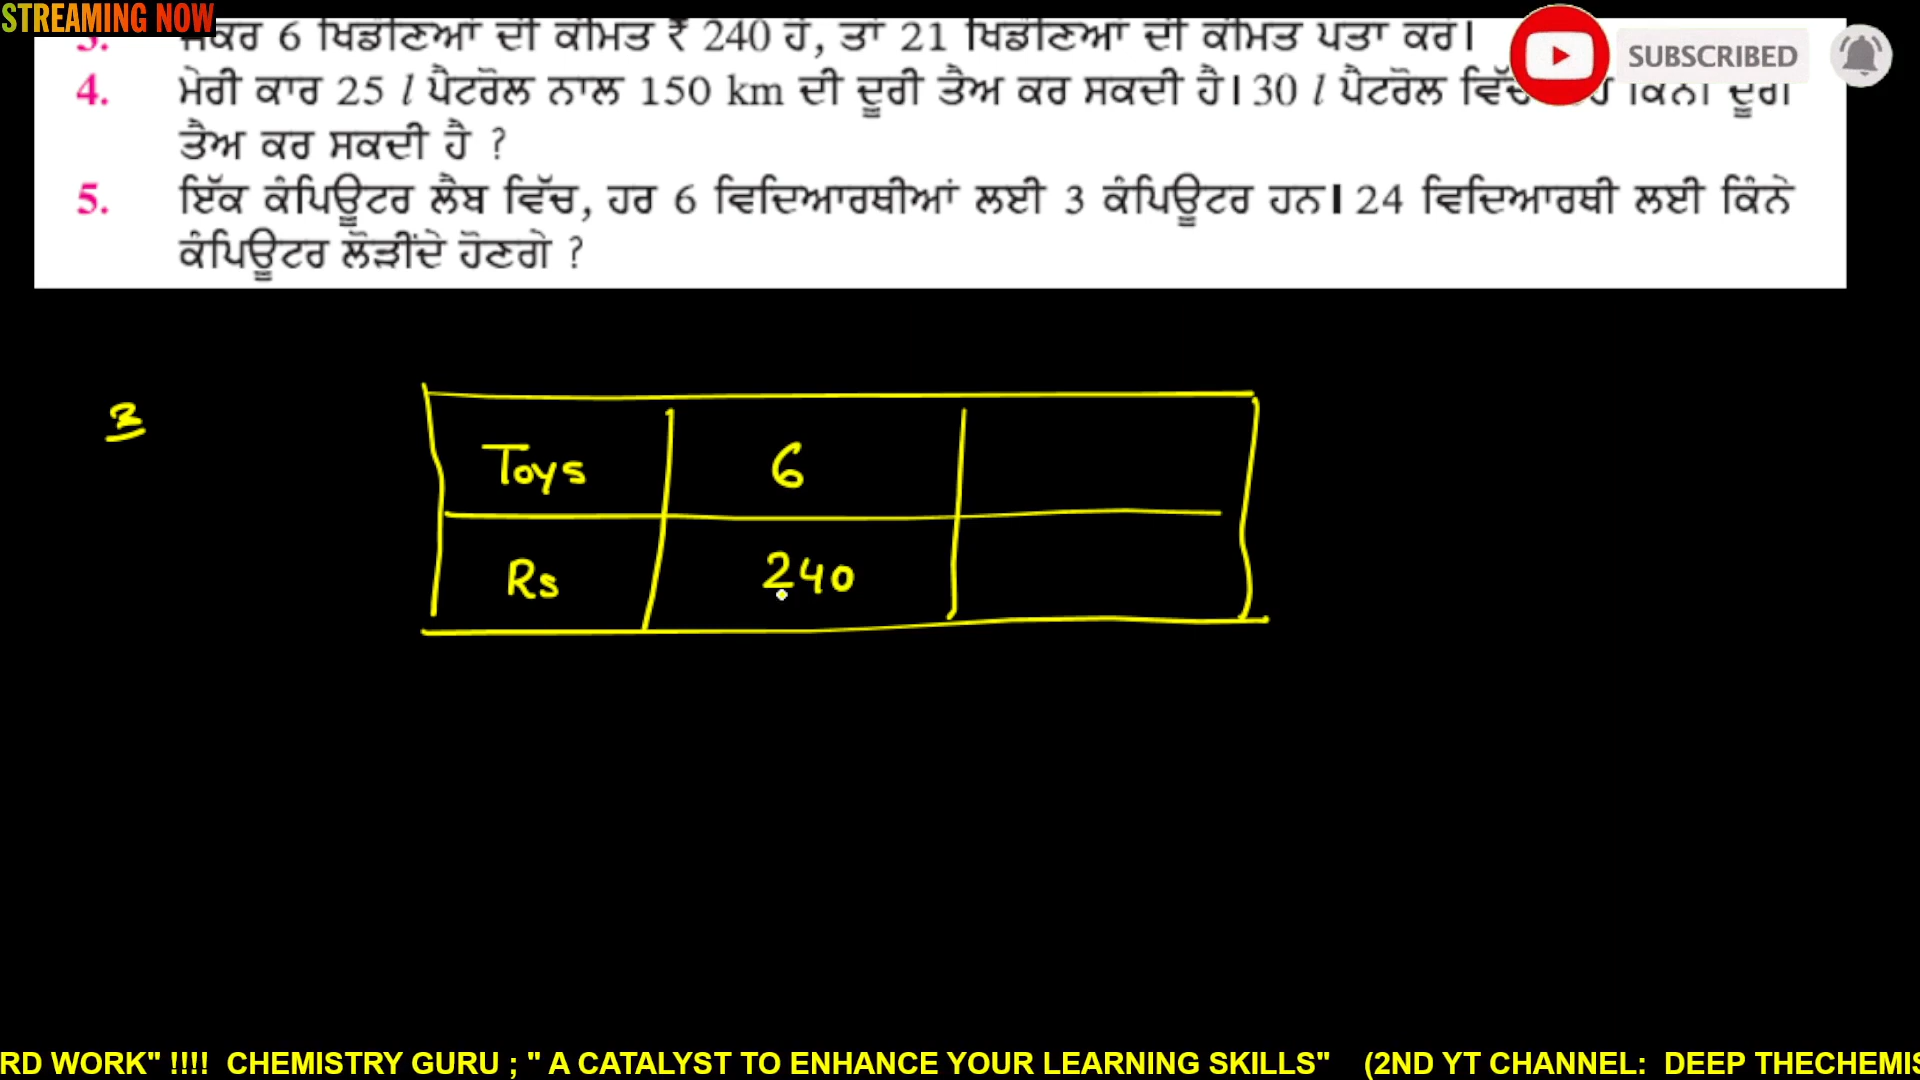 STREAMING NOW
3. ਜੇਕਰ 6 ਖਿਡੌਣਿਆਂ ਦੀ ਕੀਮਤ ₹ 240 ਹੈ, ਤਾਂ 21 ਖਿਡੌਣਿਆਂ ਦੀ ਕੀਮਤ ਪਤਾ ਕਰੋ।
SUBSCRIBED
4. ਮੇਰੀ ਕਾਰ 25 l ਪੈਟਰੋਲ ਨਾਲ 150 km ਦੀ ਦੂਰੀ ਤੈਅ ਕਰ ਸਕਦੀ ਹੈ। 30 l ਪੈਟਰੋਲ ਵਿੱਚ ਕਿੰਨੀ ਦੂਰੀ
ਤੈਅ ਕਰ ਸਕਦੀ ਹੈ ?
5. ਇੱਕ ਕੰਪਿਊਟਰ ਲੈਬ ਵਿੱਚ, ਹਰ 6 ਵਿਦਿਆਰਥੀਆਂ ਲਈ 3 ਕੰਪਿਊਟਰ ਹਨ। 24 ਵਿਦਿਆਰਥੀ ਲਈ ਕਿੰਨੇ
ਕੰਪਿਊਟਰ ਲੋੜੀਂਦੇ ਹੋਣਗੇ ?
3
Toys 6
Rs 240
RD WORK" !!!! CHEMISTRY GURU ; " A CATALYST TO ENHANCE YOUR LEARNING SKILLS" (2ND YT CHANNEL: DEEP THECHEMIS